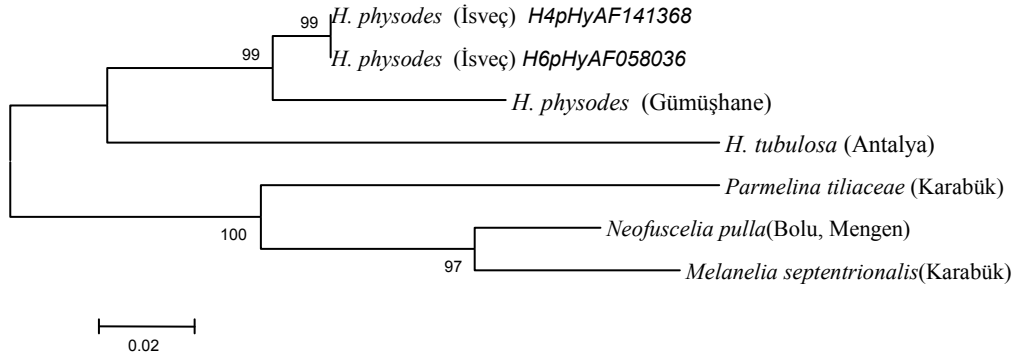 99 H. physodes (İsveç) H4pHyAF141368
99 H. physodes (İsveç) H6pHyAF058036
H. physodes (Gümüşhane)
H. tubulosa (Antalya)
Parmelina tiliaceae (Karabük)
Neofuscelia pulla(Bolu, Mengen)
100
97 Melanelia septentrionalis(Karabük)
0.02